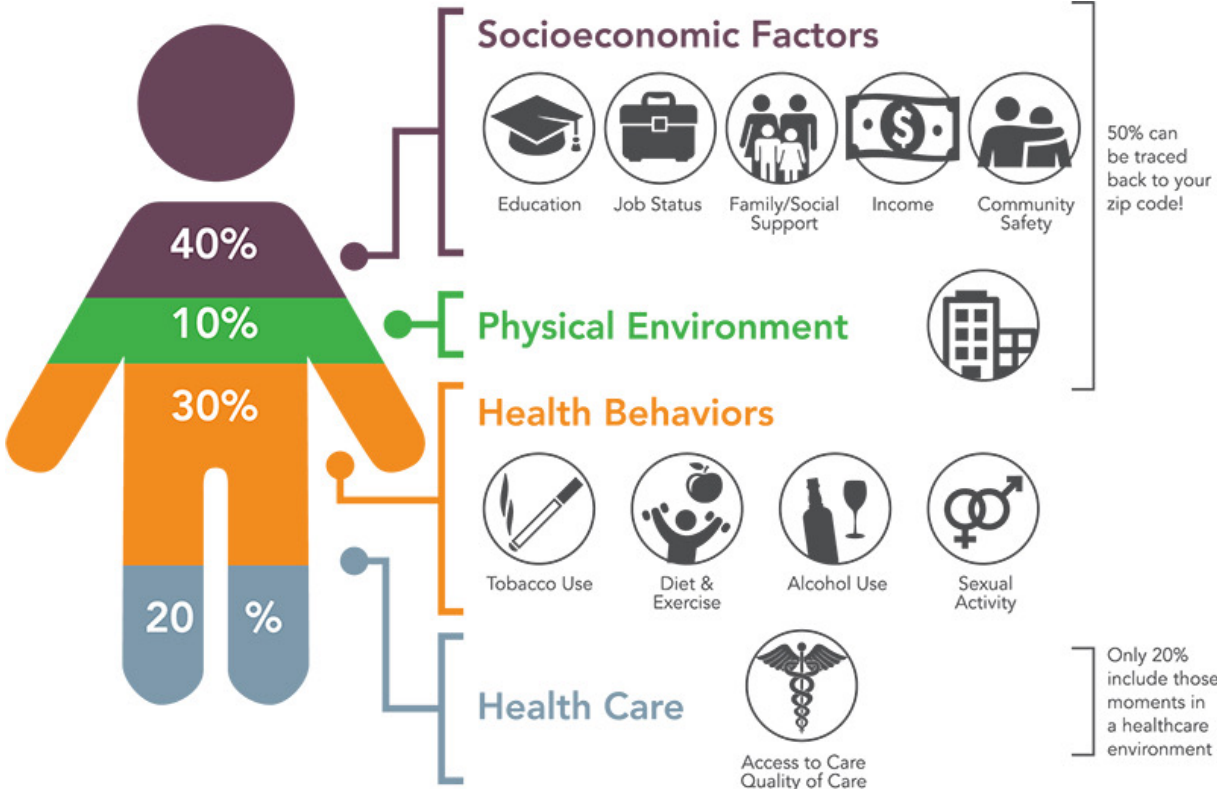 Socioeconomic Factors
Education
Job Status
Family/Social
Support
Income
Community
Safety
50% can
be traced
back to your
zip code!
40%
10%
Physical Environment
30%
Health Behaviors
Tobacco Use
Diet &
Exercise
Alcohol Use
Sexual
Activity
20 %
Health Care
Access to Care
Quality of Care
Only 20%
include those
moments in
a healthcare
environment